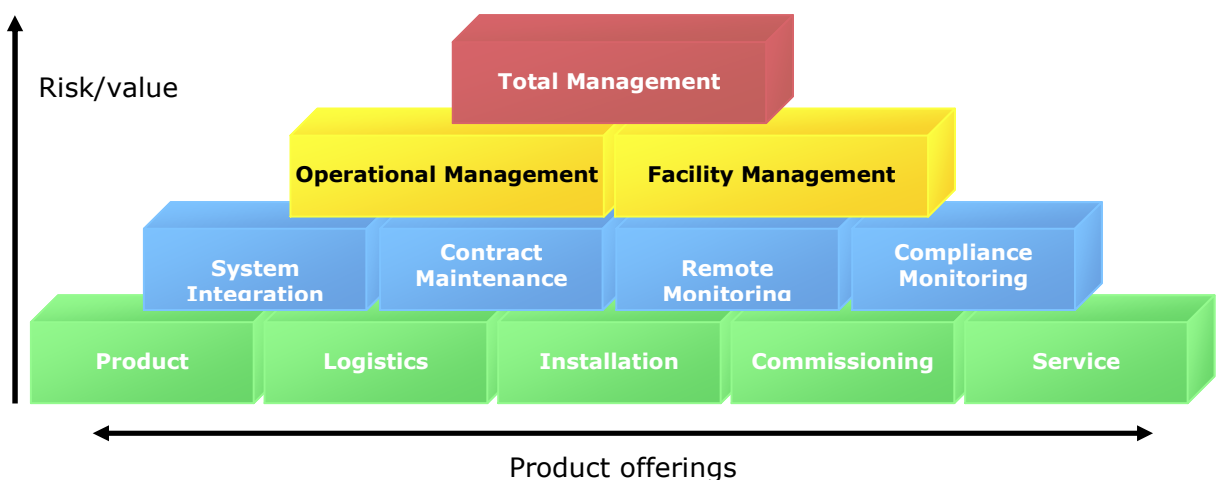 Risk/value
Total Management
Operational Management
Facility Management
System
Integration
Contract
Maintenance
Remote
Monitoring
Compliance
Monitoring
Product
Logistics
Installation
Commissioning
Service
Product offerings